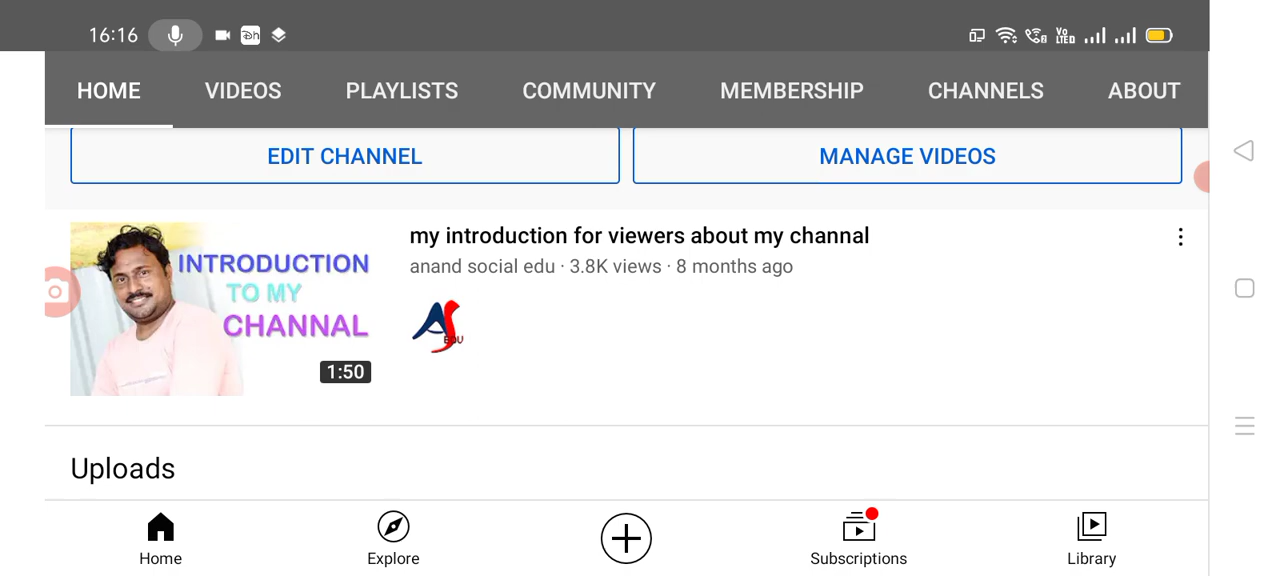 16:16
HOME VIDEOS PLAYLISTS COMMUNITY MEMBERSHIP CHANNELS ABOUT
EDIT CHANNEL MANAGE VIDEOS
INTRODUCTION
TO MY
CHANNAL
1:50
my introduction for viewers about my channal
anand social edu · 3.8K views · 8 months ago
AS
EDU
Uploads
Home Explore Subscriptions Library